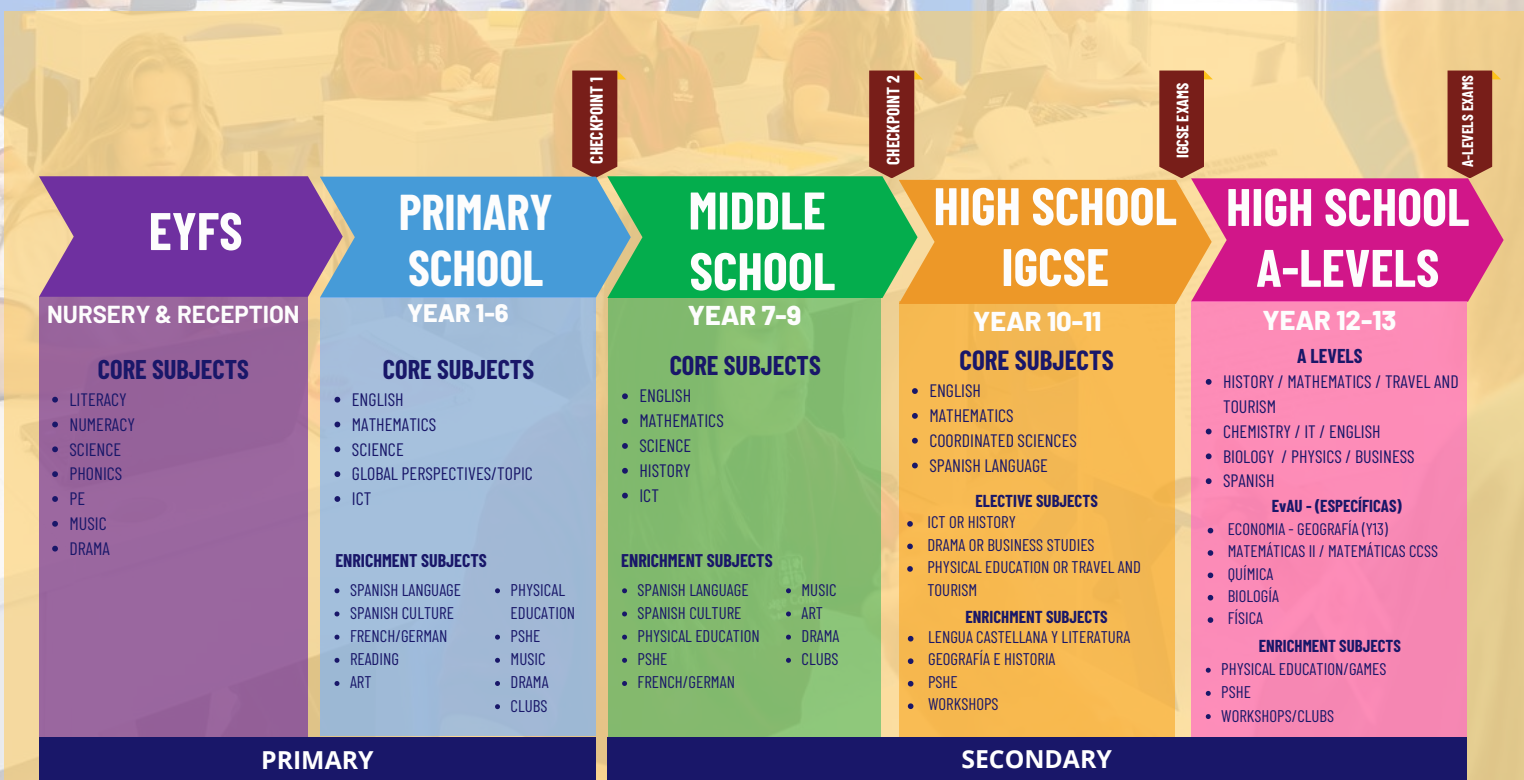 CHECKPOINT 1
CHECKPOINT 2
IGCSE EXAMS
A-LEVELS EXAMS
EYFS
NURSERY & RECEPTION
CORE SUBJECTS
• LITERACY
• NUMERACY
• SCIENCE
• PHONICS
• PE
• MUSIC
• DRAMA
PRIMARY
SCHOOL
YEAR 1-6
CORE SUBJECTS
• ENGLISH
• MATHEMATICS
• SCIENCE
• GLOBAL PERSPECTIVES/TOPIC
• ICT
ENRICHMENT SUBJECTS
• SPANISH LANGUAGE
• SPANISH CULTURE
• FRENCH/GERMAN
• READING
• ART
• PHYSICAL
EDUCATION
• PSHE
• MUSIC
• DRAMA
• CLUBS
MIDDLE
SCHOOL
YEAR 7-9
CORE SUBJECTS
• ENGLISH
• MATHEMATICS
• SCIENCE
• HISTORY
• ICT
ENRICHMENT SUBJECTS
• SPANISH LANGUAGE
• SPANISH CULTURE
• PHYSICAL EDUCATION
• PSHE
• FRENCH/GERMAN
• MUSIC
• ART
• DRAMA
• CLUBS
HIGH SCHOOL
IGCSE
YEAR 10-11
CORE SUBJECTS
• ENGLISH
• MATHEMATICS
• COORDINATED SCIENCES
• SPANISH LANGUAGE
ELECTIVE SUBJECTS
• ICT OR HISTORY
• DRAMA OR BUSINESS STUDIES
• PHYSICAL EDUCATION OR TRAVEL AND
TOURISM
ENRICHMENT SUBJECTS
• LENGUA CASTELLANA Y LITERATURA
• GEOGRAFÍA E HISTORIA
• PSHE
• WORKSHOPS
HIGH SCHOOL
A-LEVELS
YEAR 12-13
A LEVELS
• HISTORY / MATHEMATICS / TRAVEL AND
TOURISM
• CHEMISTRY / IT / ENGLISH
• BIOLOGY / PHYSICS / BUSINESS
• SPANISH
EvAU - (ESPECÍFICAS)
• ECONOMIA - GEOGRAFÍA (Y13)
• MATEMÁTICAS II / MATEMÁTICAS CCSS
• QUÍMICA
• BIOLOGÍA
• FÍSICA
ENRICHMENT SUBJECTS
• PHYSICAL EDUCATION/GAMES
• PSHE
• WORKSHOPS/CLUBS
PRIMARY
SECONDARY